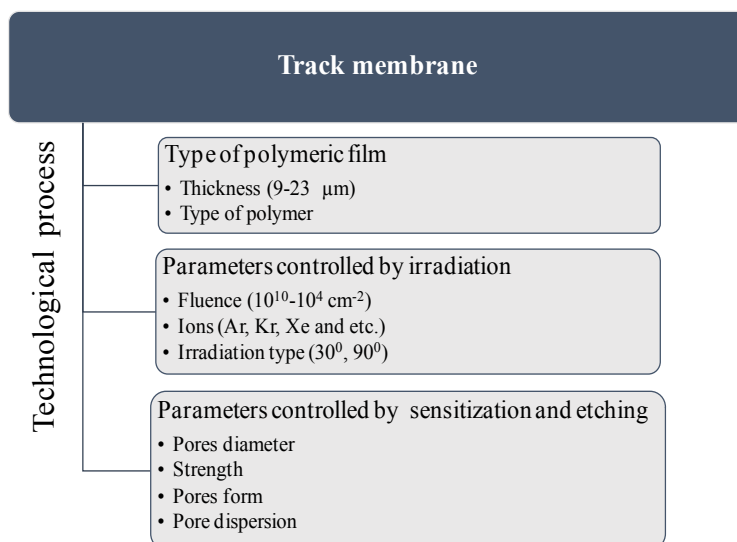 Track membrane
Technological process
Type of polymeric film
• Thickness (9-23 µm)
• Type of polymer
Parameters controlled by irradiation
• Fluence (10¹⁰-10⁴ cm⁻²)
• Ions (Ar, Kr, Xe and etc.)
• Irradiation type (30⁰, 90⁰)
Parameters controlled by sensitization and etching
• Pores diameter
• Strength
• Pores form
• Pore dispersion